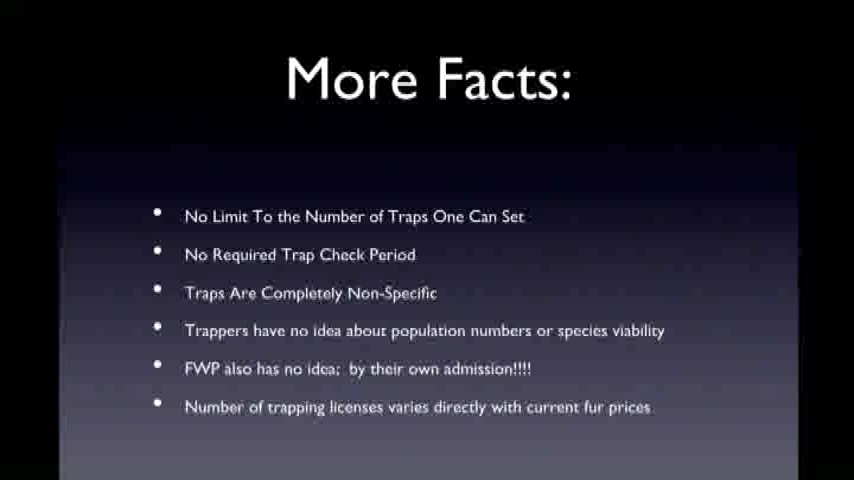 More Facts:
• No Limit To the Number of Traps One Can Set
• No Required Trap Check Period
• Traps Are Completely Non-Specific
• Trappers have no idea about population numbers or species viability
• FWP also has no idea; by their own admission!!!!
• Number of trapping licenses varies directly with current fur prices